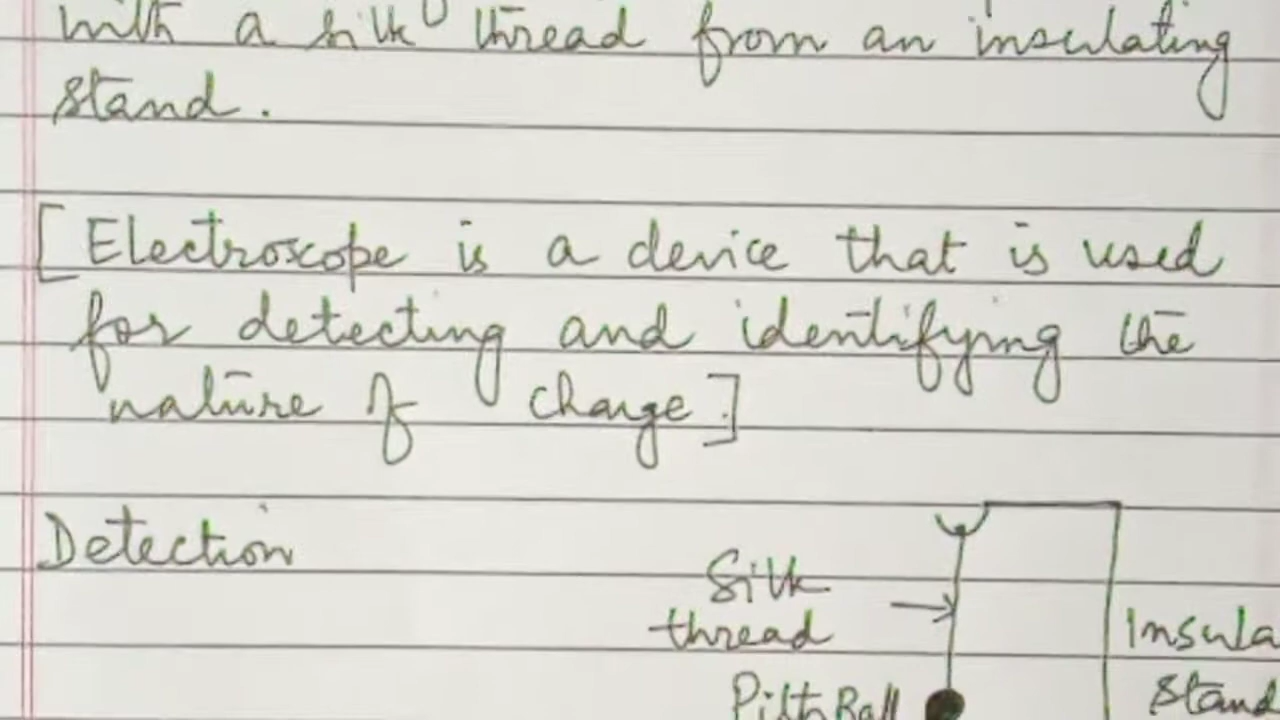 with a silk thread from an insulating
stand.
[Electroscope is a device that is used
for detecting and identifying the
nature of charge.]
Detection
Silk
thread
Insula
Pith Ball
Stand